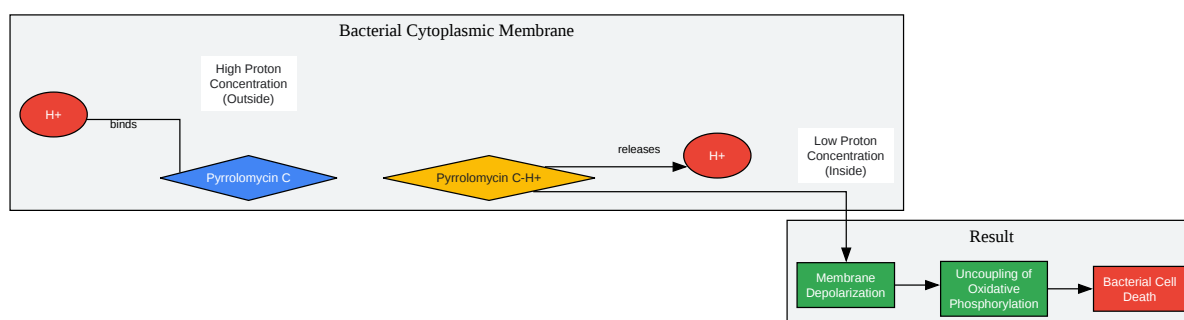 Bacterial Cytoplasmic Membrane
High Proton
Concentration
(Outside)
H+
binds
Pyrrolomycin C
Pyrrolomycin C-H+
releases
H+
Low Proton
Concentration
(Inside)
Result
Membrane
Depolarization
Uncoupling of
Oxidative
Phosphorylation
Bacterial Cell
Death